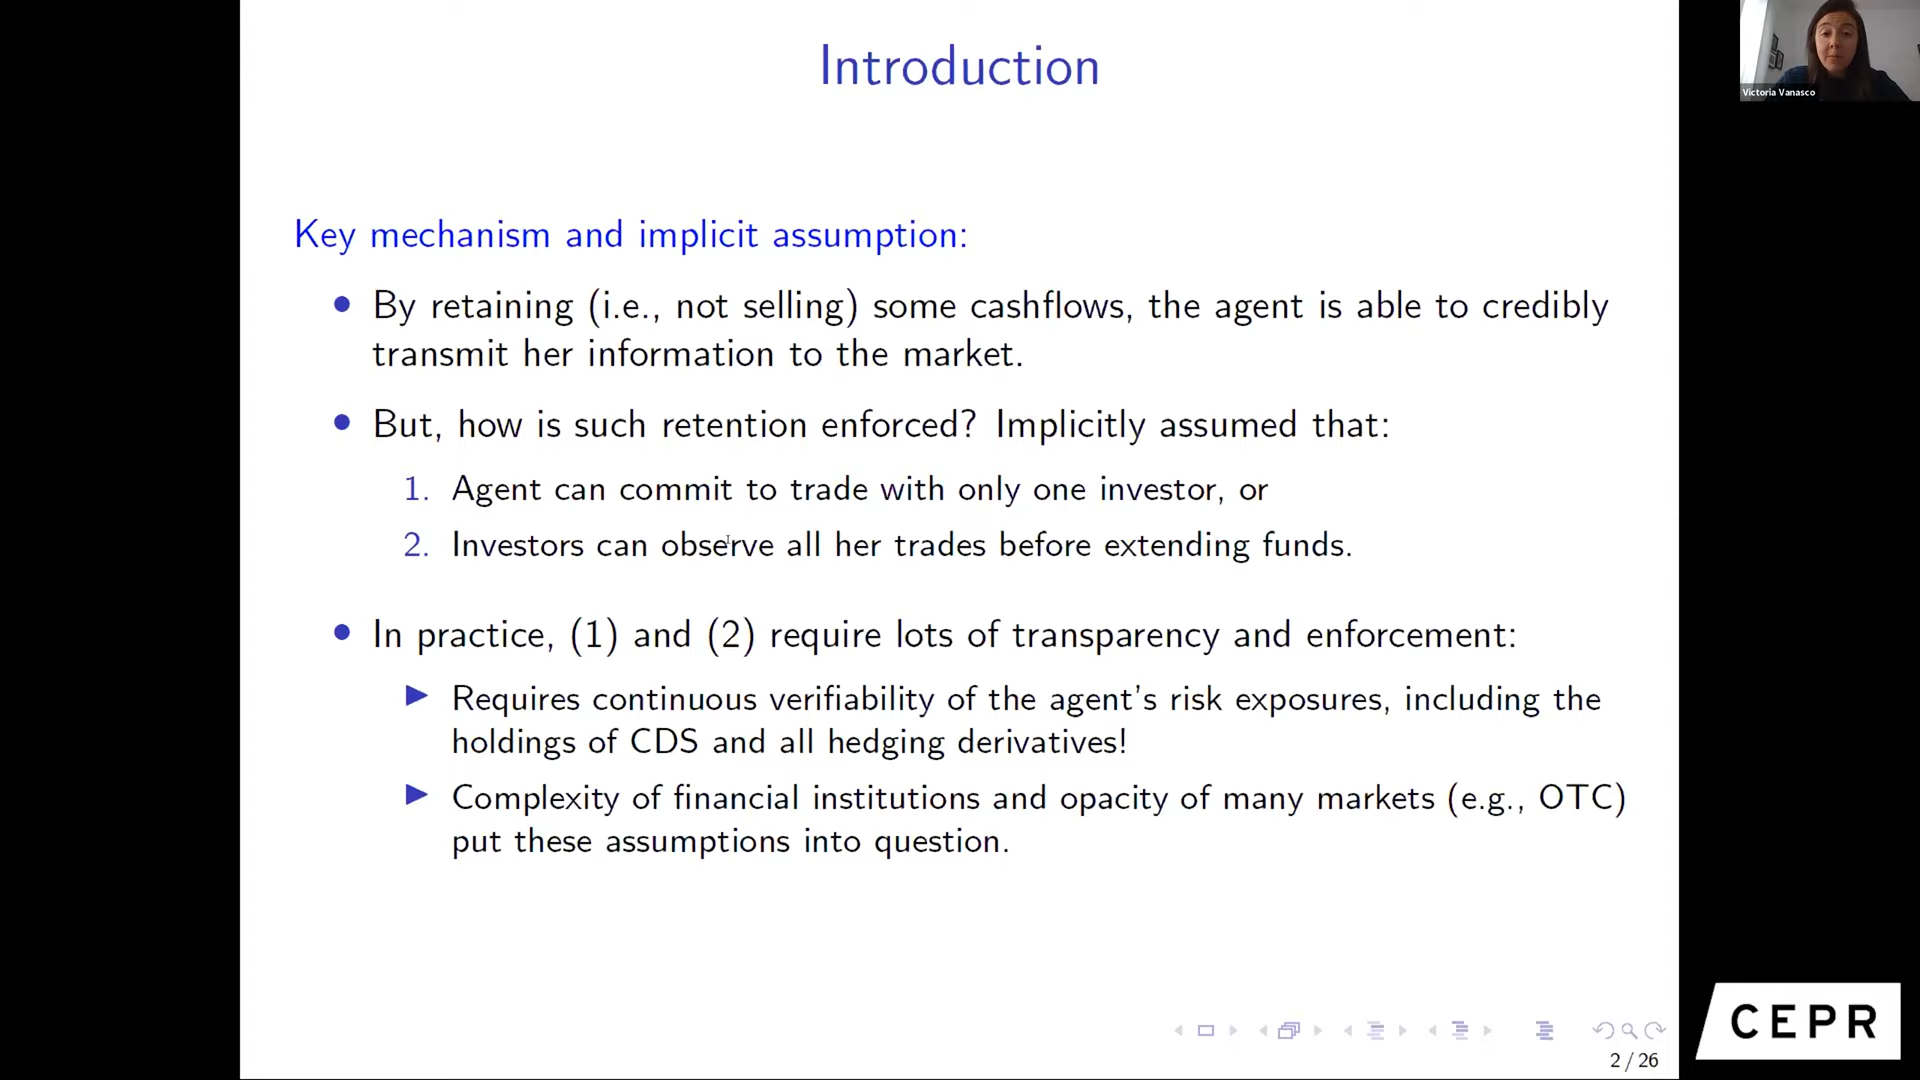 Introduction
Victoria Vanasco
Key mechanism and implicit assumption:
• By retaining (i.e., not selling) some cashflows, the agent is able to credibly
transmit her information to the market.
• But, how is such retention enforced? Implicitly assumed that:
1. Agent can commit to trade with only one investor, or
2. Investors can observe all her trades before extending funds.
• In practice, (1) and (2) require lots of transparency and enforcement:
▶ Requires continuous verifiability of the agent's risk exposures, including the
holdings of CDS and all hedging derivatives!
▶ Complexity of financial institutions and opacity of many markets (e.g., OTC)
put these assumptions into question.
2 / 26
CEPR